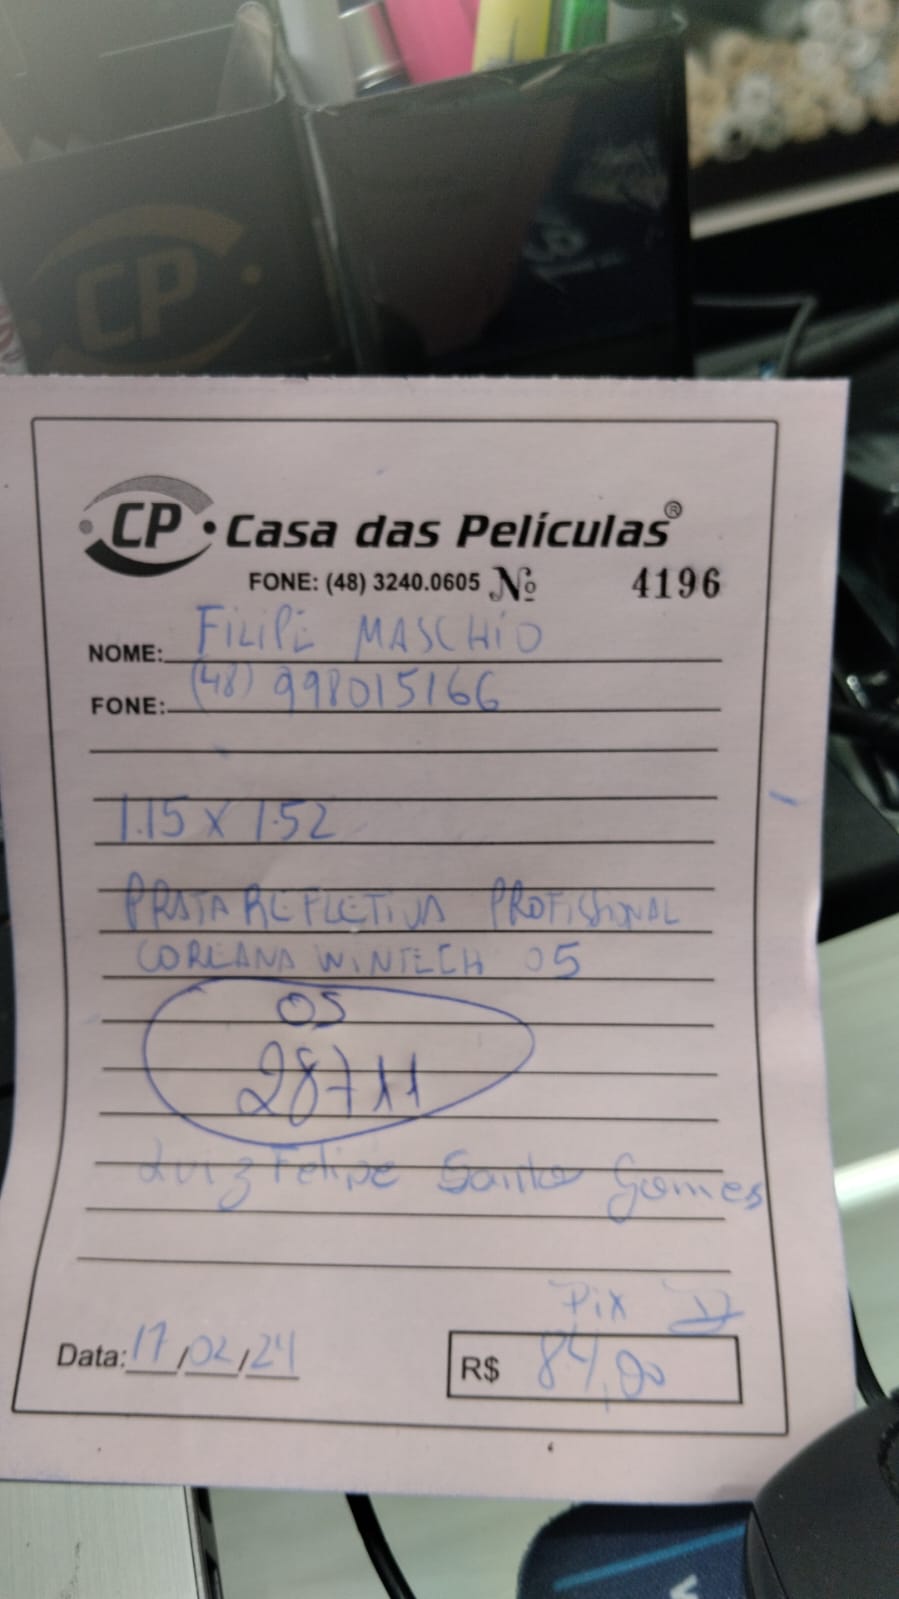 CP
CP Casa das Películas®
FONE: (48) 3240.0605 Nº 4196
NOME: FILIPE MASCHIO
FONE: (48) 998015166
1.15 x 1.52
PRATA REFLETIVA PROFISSIONAL
COREANA WINTECH 05
OS
28711
Luiz Felipe Santos Gomes
Pix
Data: 17/02/24 R$ 84,00